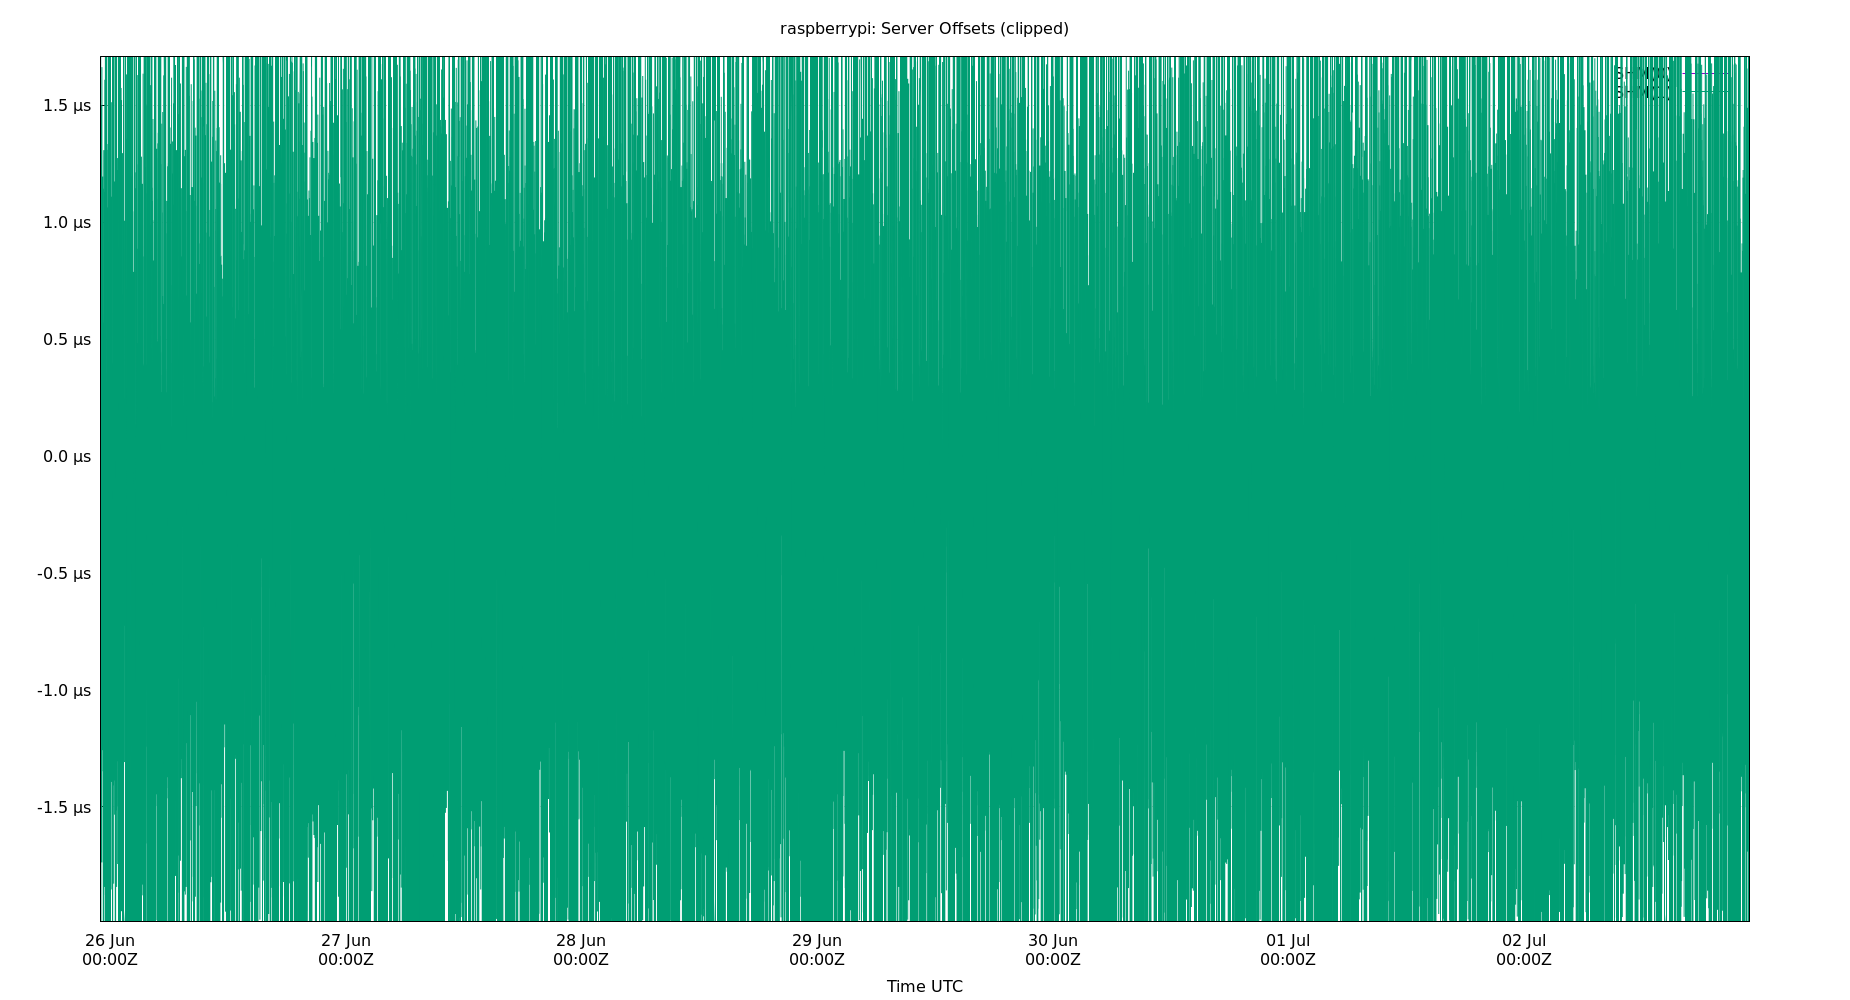 raspberrypi: Server Offsets (clipped)
1.5 µs
1.0 µs
0.5 µs
0.0 µs
-0.5 µs
-1.0 µs
-1.5 µs
26 Jun 27 Jun 28 Jun 29 Jun 30 Jun 01 Jul 02 Jul
00:00Z 00:00Z 00:00Z 00:00Z 00:00Z 00:00Z 00:00Z
Time UTC